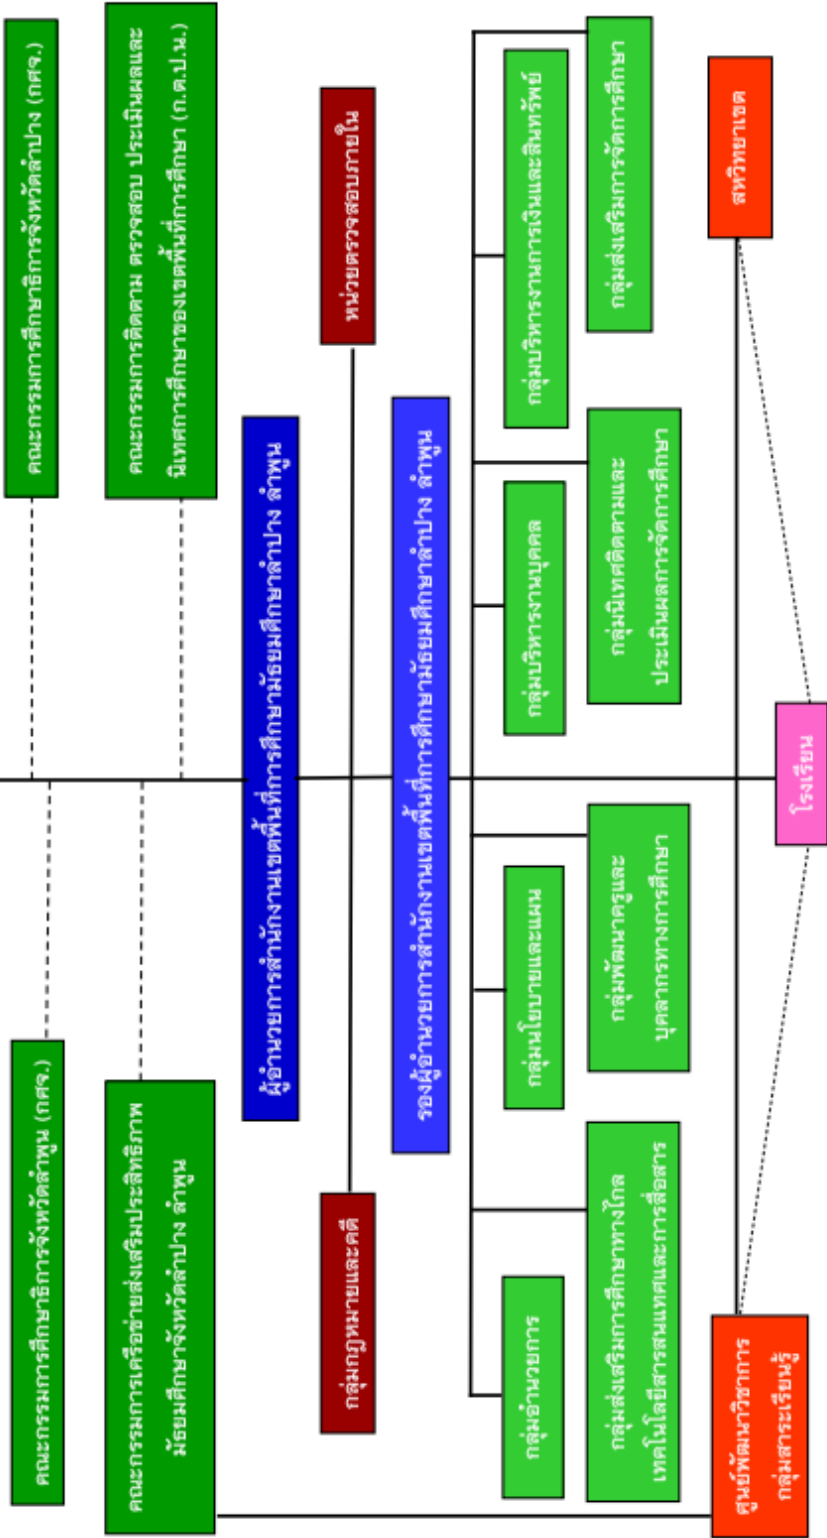 คณะกรรมการศึกษาธิการจังหวัดลำพูน (กศจ.)
คณะกรรมการศึกษาธิการจังหวัดลำปาง (กศจ.)
คณะกรรมการเครือข่ายส่งเสริมประสิทธิภาพ
มัธยมศึกษาจังหวัดลำปาง ลำพูน
คณะกรรมการติดตาม ตรวจสอบ ประเมินผลและ
นิเทศการศึกษาของเขตพื้นที่การศึกษา (ก.ต.ป.น.)
ผู้อำนวยการสำนักงานเขตพื้นที่การศึกษามัธยมศึกษาลำปาง ลำพูน
กลุ่มกฎหมายและคดี
หน่วยตรวจสอบภายใน
รองผู้อำนวยการสำนักงานเขตพื้นที่การศึกษามัธยมศึกษาลำปาง ลำพูน
กลุ่มอำนวยการ
กลุ่มนโยบายและแผน
กลุ่มบริหารงานบุคคล
กลุ่มบริหารงานการเงินและสินทรัพย์
กลุ่มส่งเสริมการศึกษาทางไกล
เทคโนโลยีสารสนเทศและการสื่อสาร
กลุ่มพัฒนาครูและ
บุคลากรทางการศึกษา
กลุ่มนิเทศติดตามและ
ประเมินผลการจัดการศึกษา
กลุ่มส่งเสริมการจัดการศึกษา
ศูนย์พัฒนาวิชาการ
กลุ่มสาระเรียนรู้
สหวิทยาเขต
โรงเรียน